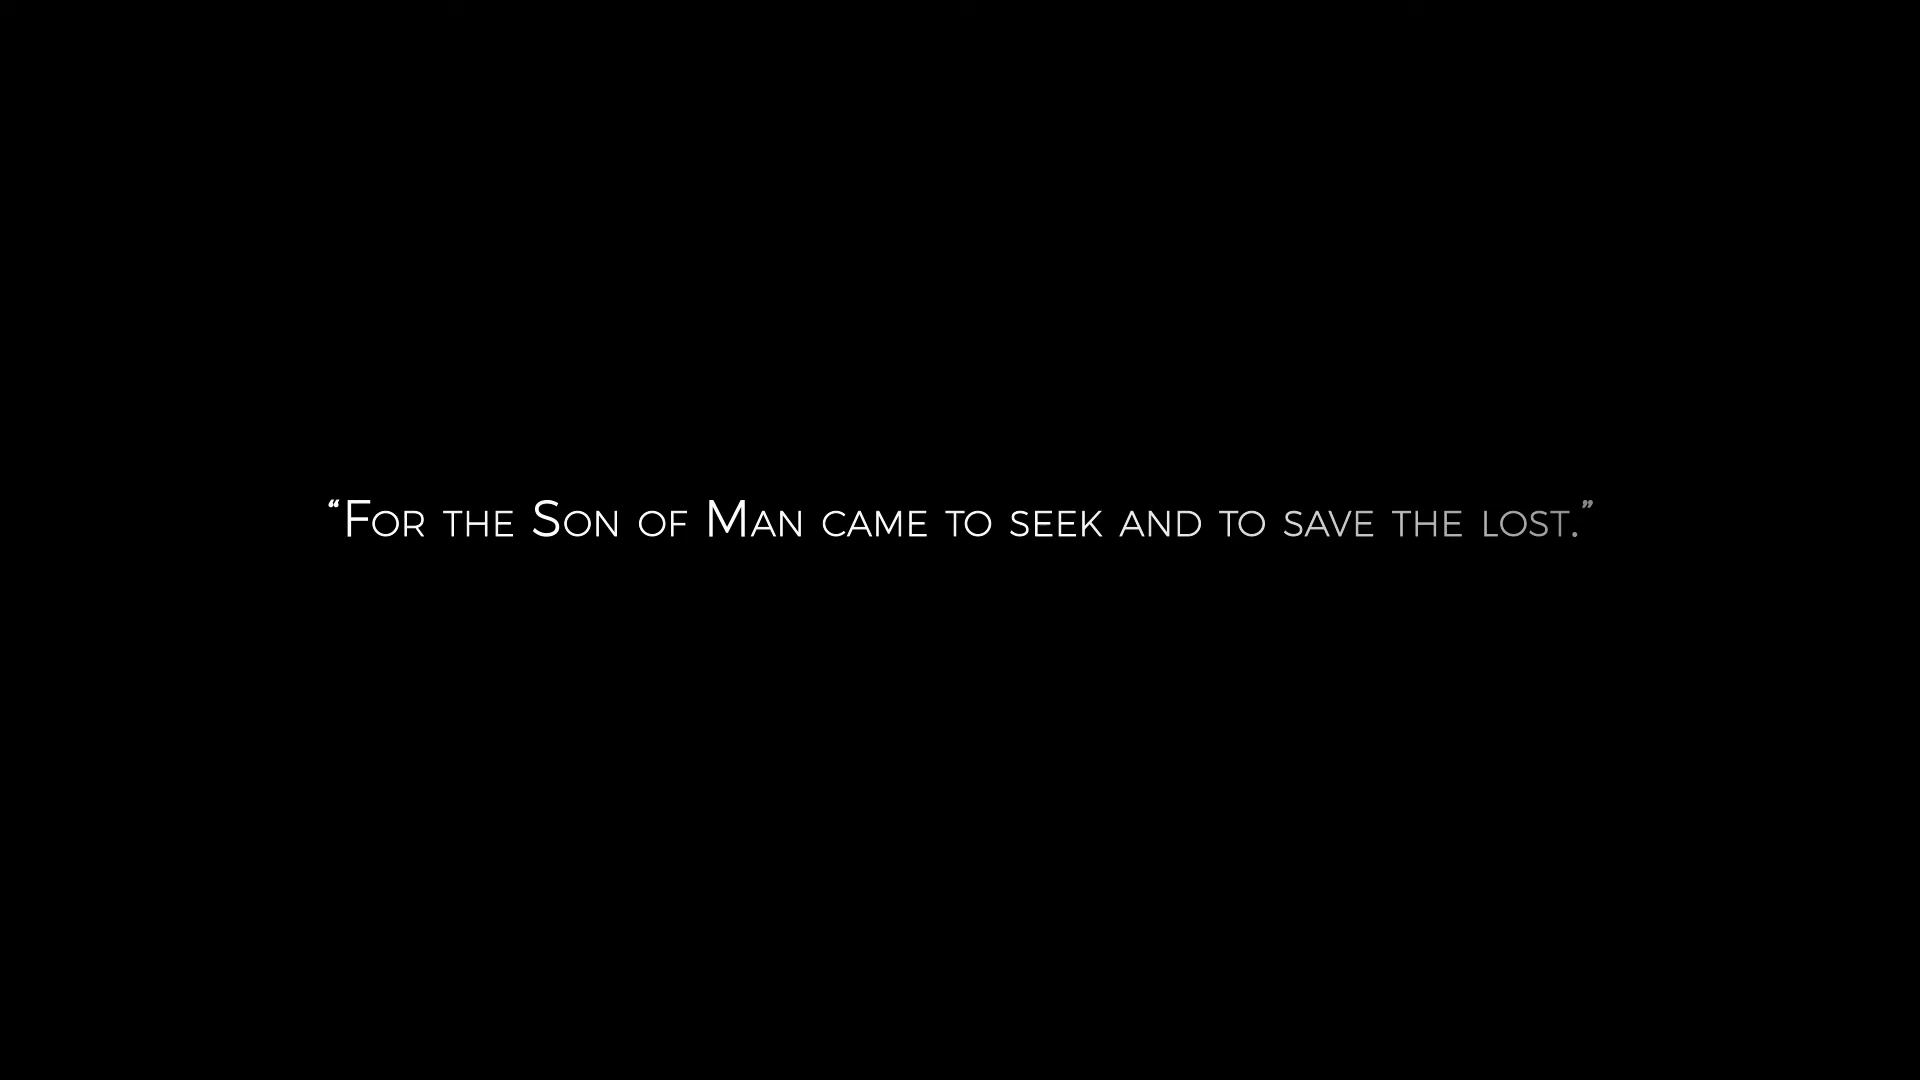 “For the Son of Man came to seek and to save the lost.”